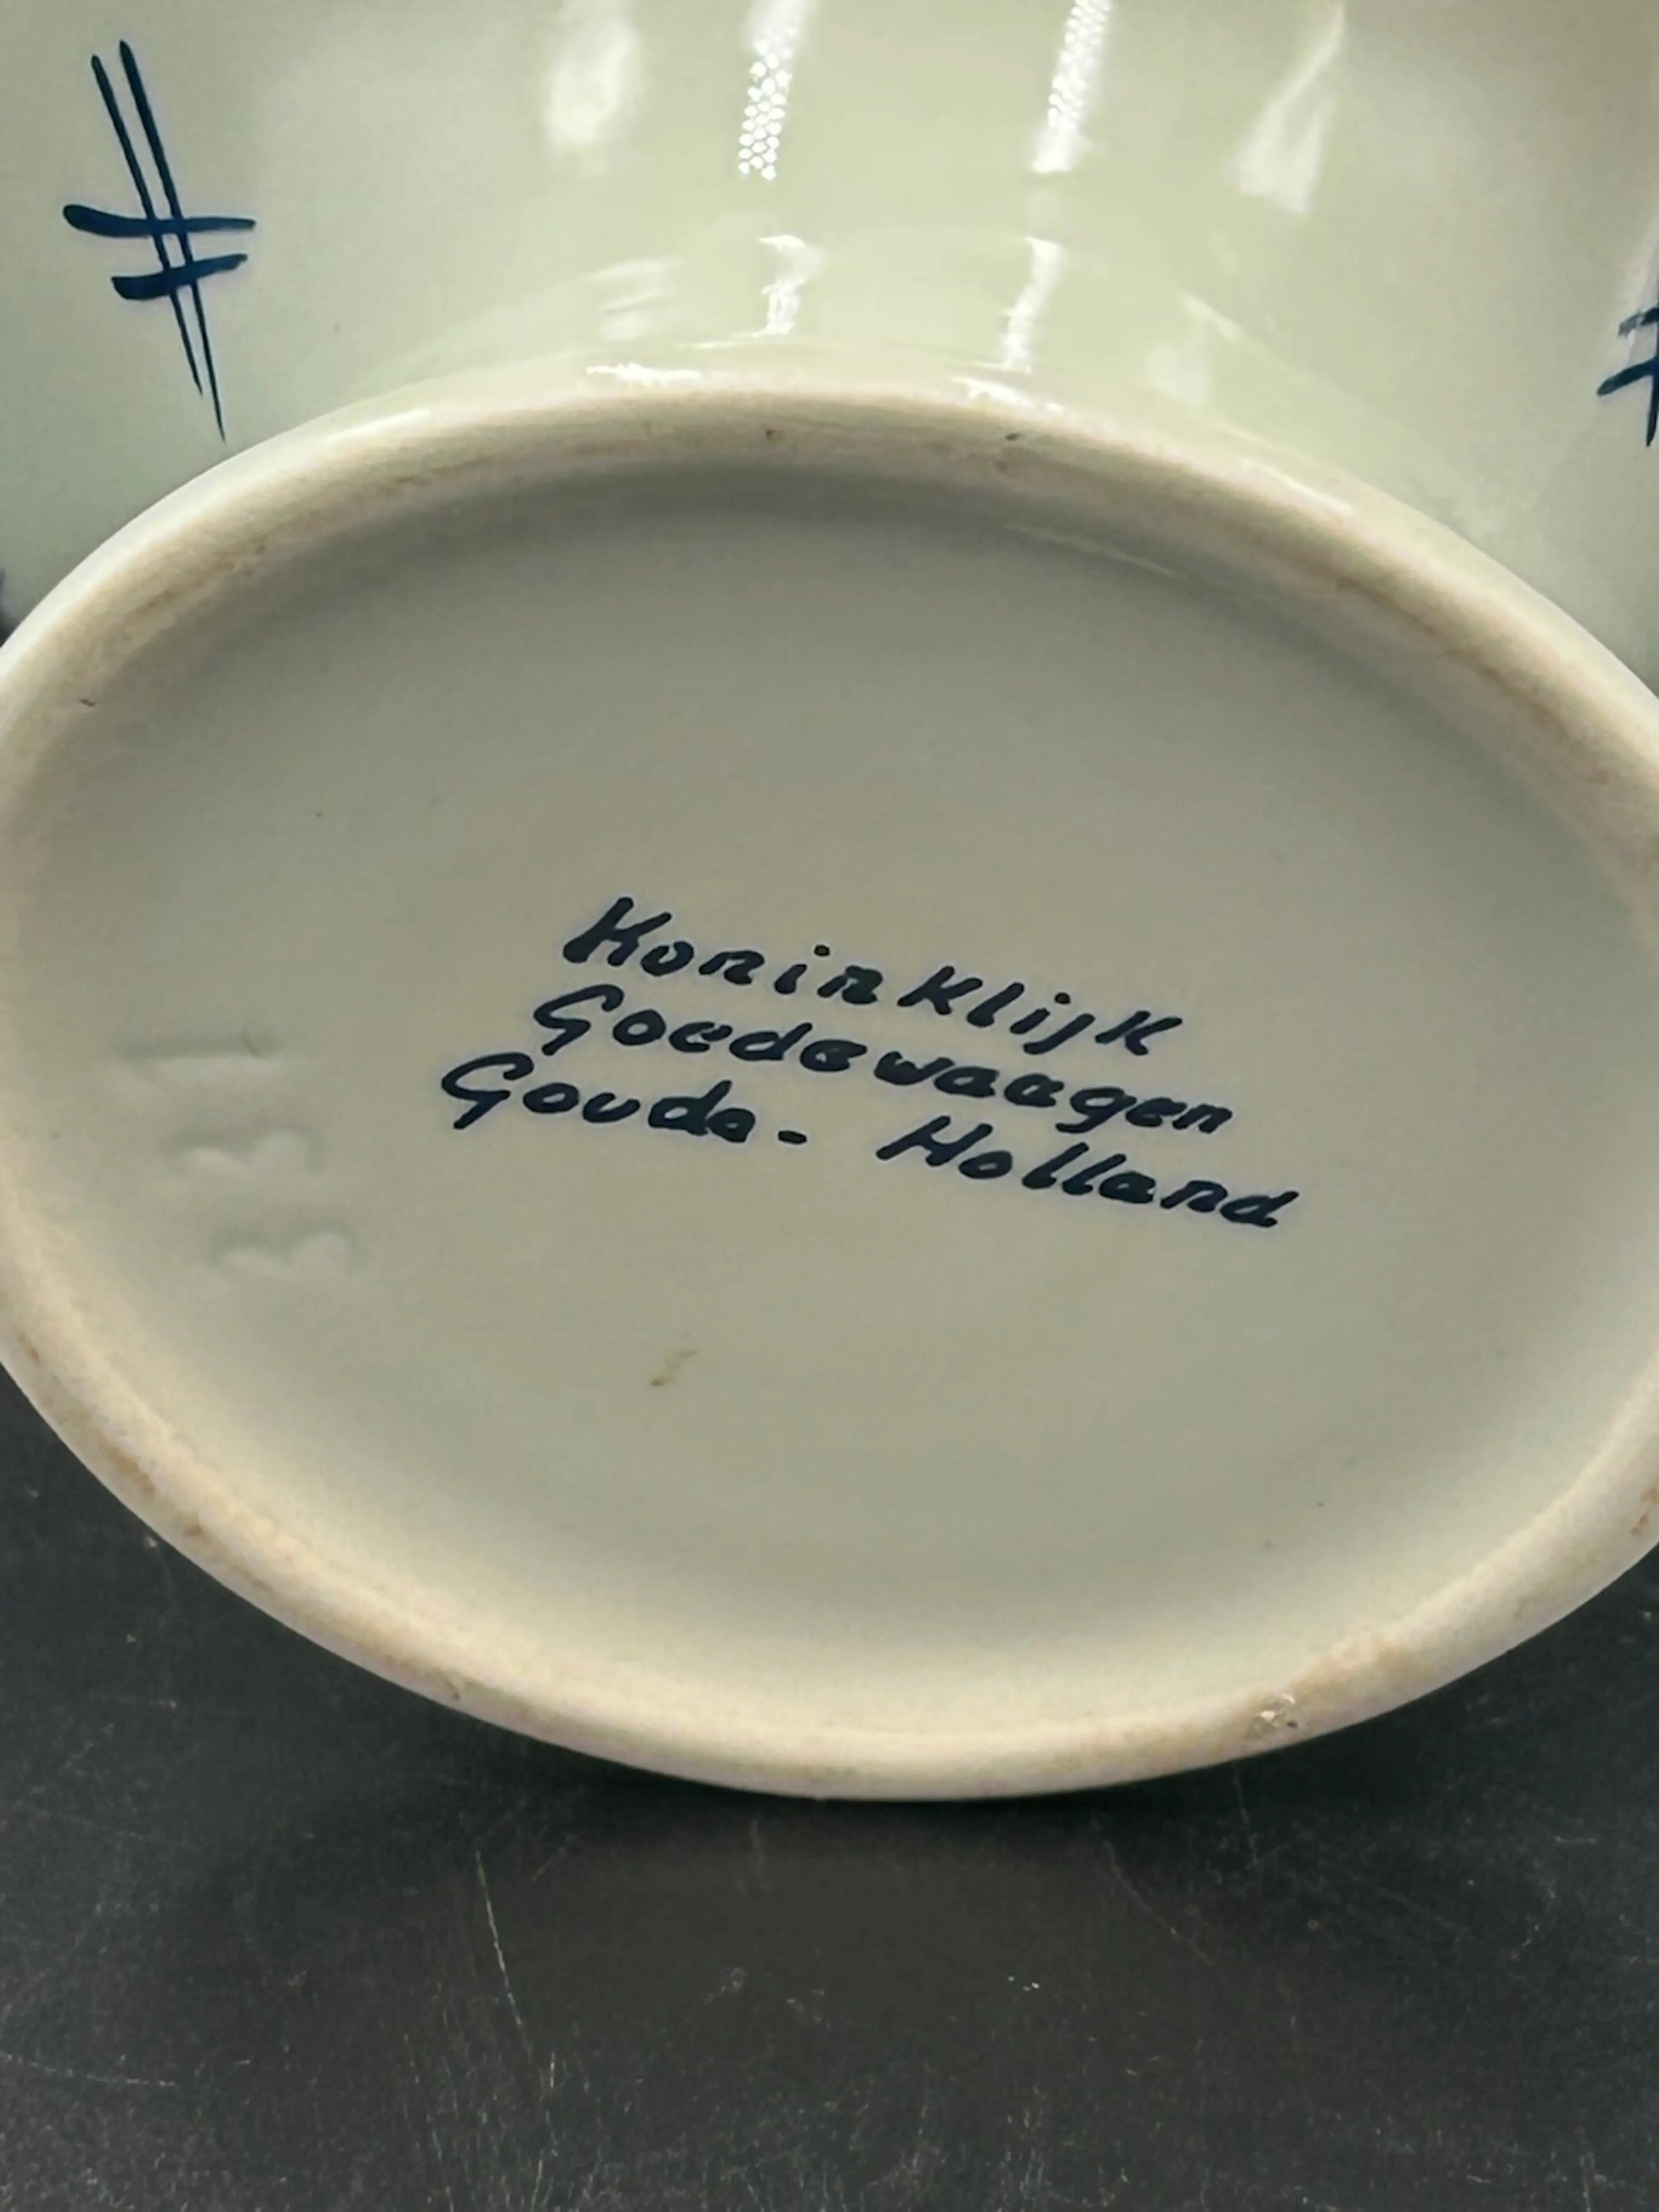 Koninklijk
Goedewaagen
Gouda. Holland